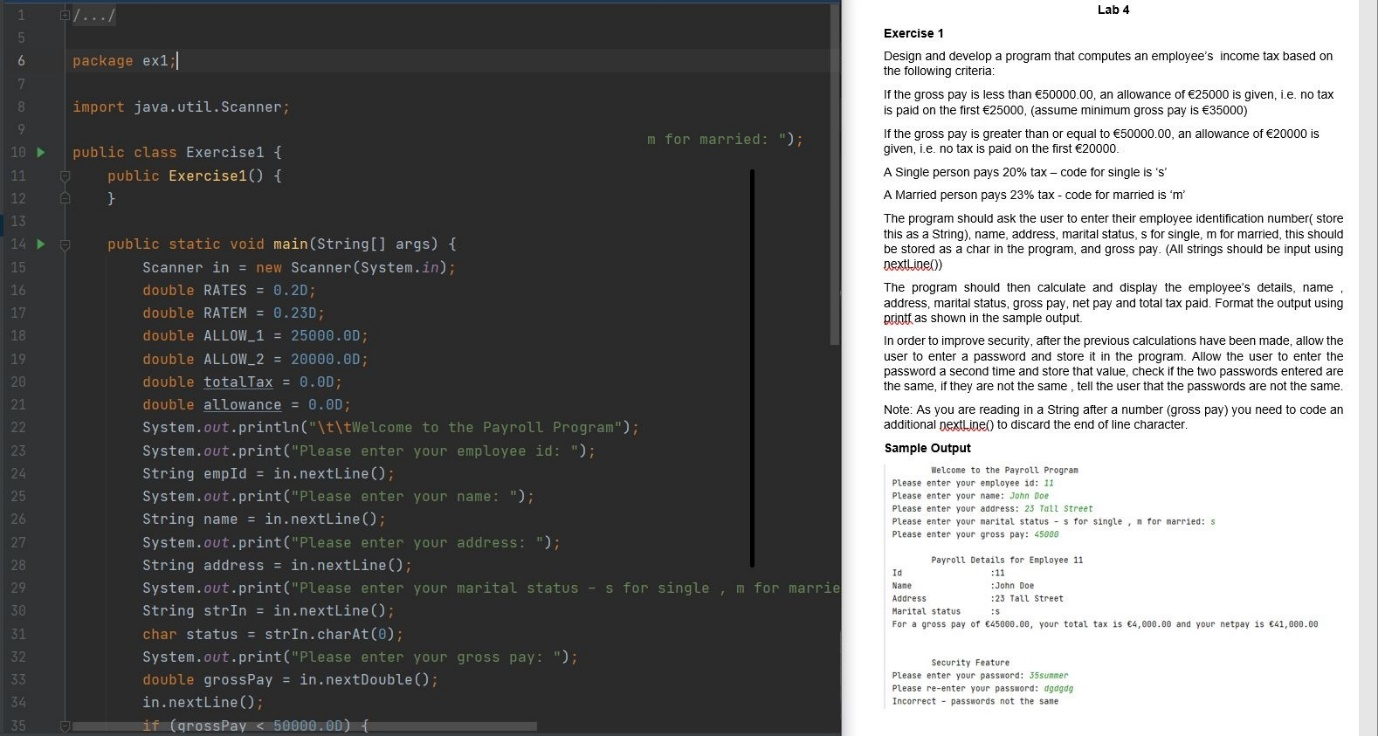 1 /.../
5
6 package ex1;
7
8 import java.util.Scanner;
9
m for married: ");
10 public class Exercise1 {
11 public Exercise1() {
12 }
13
14 public static void main(String[] args) {
15 Scanner in = new Scanner(System.in);
16 double RATES = 0.2D;
17 double RATEM = 0.23D;
18 double ALLOW_1 = 25000.0D;
19 double ALLOW_2 = 20000.0D;
20 double totalTax = 0.0D;
21 double allowance = 0.0D;
22 System.out.println("\t\tWelcome to the Payroll Program");
23 System.out.print("Please enter your employee id: ");
24 String empId = in.nextLine();
25 System.out.print("Please enter your name: ");
26 String name = in.nextLine();
27 System.out.print("Please enter your address: ");
28 String address = in.nextLine();
29 System.out.print("Please enter your marital status - s for single , m for marrie
30 String strIn = in.nextLine();
31 char status = strIn.charAt(0);
32 System.out.print("Please enter your gross pay: ");
33 double grossPay = in.nextDouble();
34 in.nextLine();
35 if (grossPay < 50000.0D) {
Lab 4
Exercise 1
Design and develop a program that computes an employee's income tax based on
the following criteria:
If the gross pay is less than €50000.00, an allowance of €25000 is given, i.e. no tax
is paid on the first €25000, (assume minimum gross pay is €35000)
If the gross pay is greater than or equal to €50000.00, an allowance of €20000 is
given, i.e. no tax is paid on the first €20000.
A Single person pays 20% tax – code for single is 's'
A Married person pays 23% tax - code for married is 'm'
The program should ask the user to enter their employee identification number( store
this as a String), name, address, marital status, s for single, m for married, this should
be stored as a char in the program, and gross pay. (All strings should be input using
nextLine())
The program should then calculate and display the employee's details, name ,
address, marital status, gross pay, net pay and total tax paid. Format the output using
printf as shown in the sample output.
In order to improve security, after the previous calculations have been made, allow the
user to enter a password and store it in the program. Allow the user to enter the
password a second time and store that value, check if the two passwords entered are
the same, if they are not the same , tell the user that the passwords are not the same.
Note: As you are reading in a String after a number (gross pay) you need to code an
additional nextLine() to discard the end of line character.
Sample Output
Welcome to the Payroll Program
Please enter your employee id: 11
Please enter your name: John Doe
Please enter your address: 23 Tall Street
Please enter your marital status - s for single , m for married: s
Please enter your gross pay: 45000
Payroll Details for Employee 11
Id :11
Name :John Doe
Address :23 Tall Street
Marital status :s
For a gross pay of €45000.00, your total tax is €4,000.00 and your netpay is €41,000.00
Security Feature
Please enter your password: 35summer
Please re-enter your password: dgdgdg
Incorrect - passwords not the same